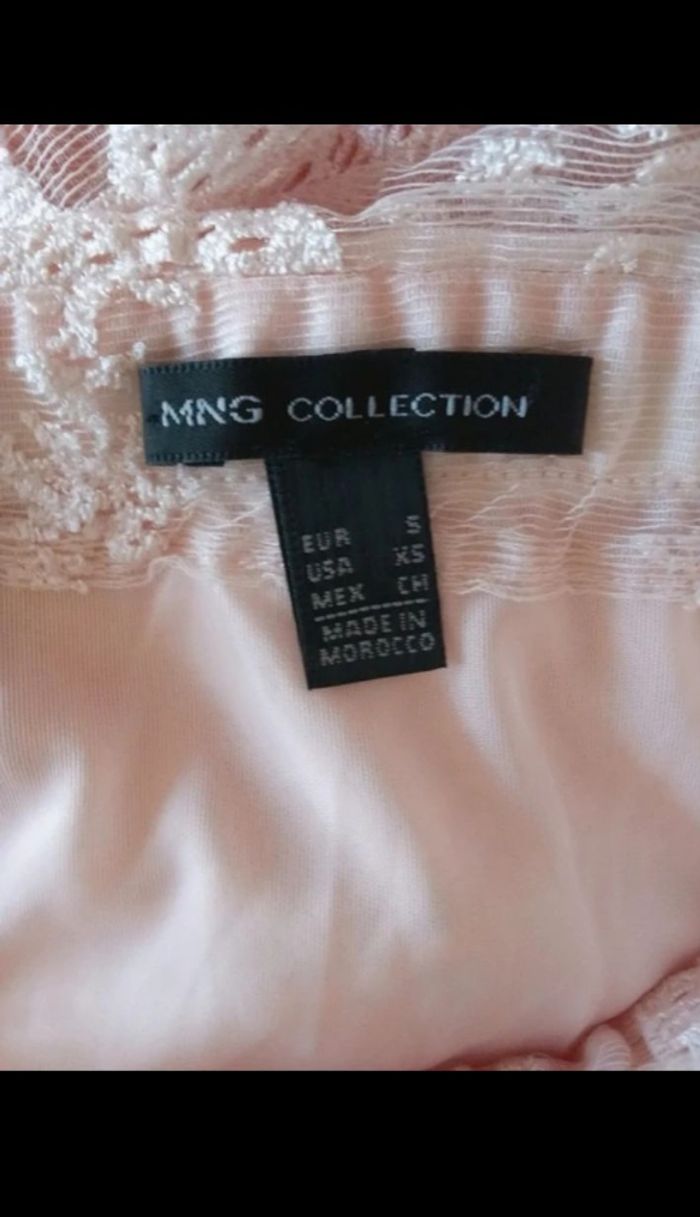 MNG COLLECTION
EUR S
USA XS
MEX CH
MADE IN
MOROCCO